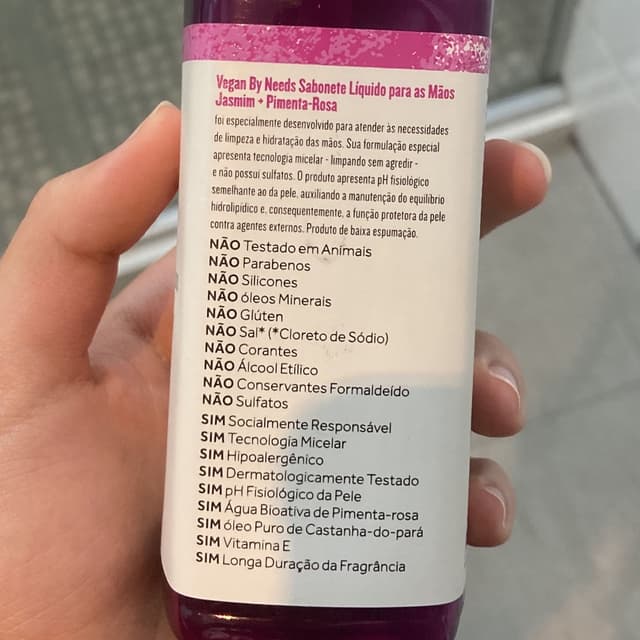 Vegan By Needs Sabonete Líquido para as Mãos
Jasmim + Pimenta-Rosa
foi especialmente desenvolvido para atender às necessidades
de limpeza e hidratação das mãos. Sua formulação especial
apresenta tecnologia micelar - limpando sem agredir -
e não possui sulfatos. O produto apresenta pH fisiológico
semelhante ao da pele, auxiliando a manutenção do equilíbrio
hidrolipídico e, consequentemente, a função protetora da pele
contra agentes externos. Produto de baixa espumação.
NÃO Testado em Animais
NÃO Parabenos
NÃO Silicones
NÃO óleos Minerais
NÃO Glúten
NÃO Sal* (*Cloreto de Sódio)
NÃO Corantes
NÃO Álcool Etílico
NÃO Conservantes Formaldeído
NÃO Sulfatos
SIM Socialmente Responsável
SIM Tecnologia Micelar
SIM Hipoalergênico
SIM Dermatologicamente Testado
SIM pH Fisiológico da Pele
SIM Água Bioativa de Pimenta-rosa
SIM óleo Puro de Castanha-do-pará
SIM Vitamina E
SIM Longa Duração da Fragrância